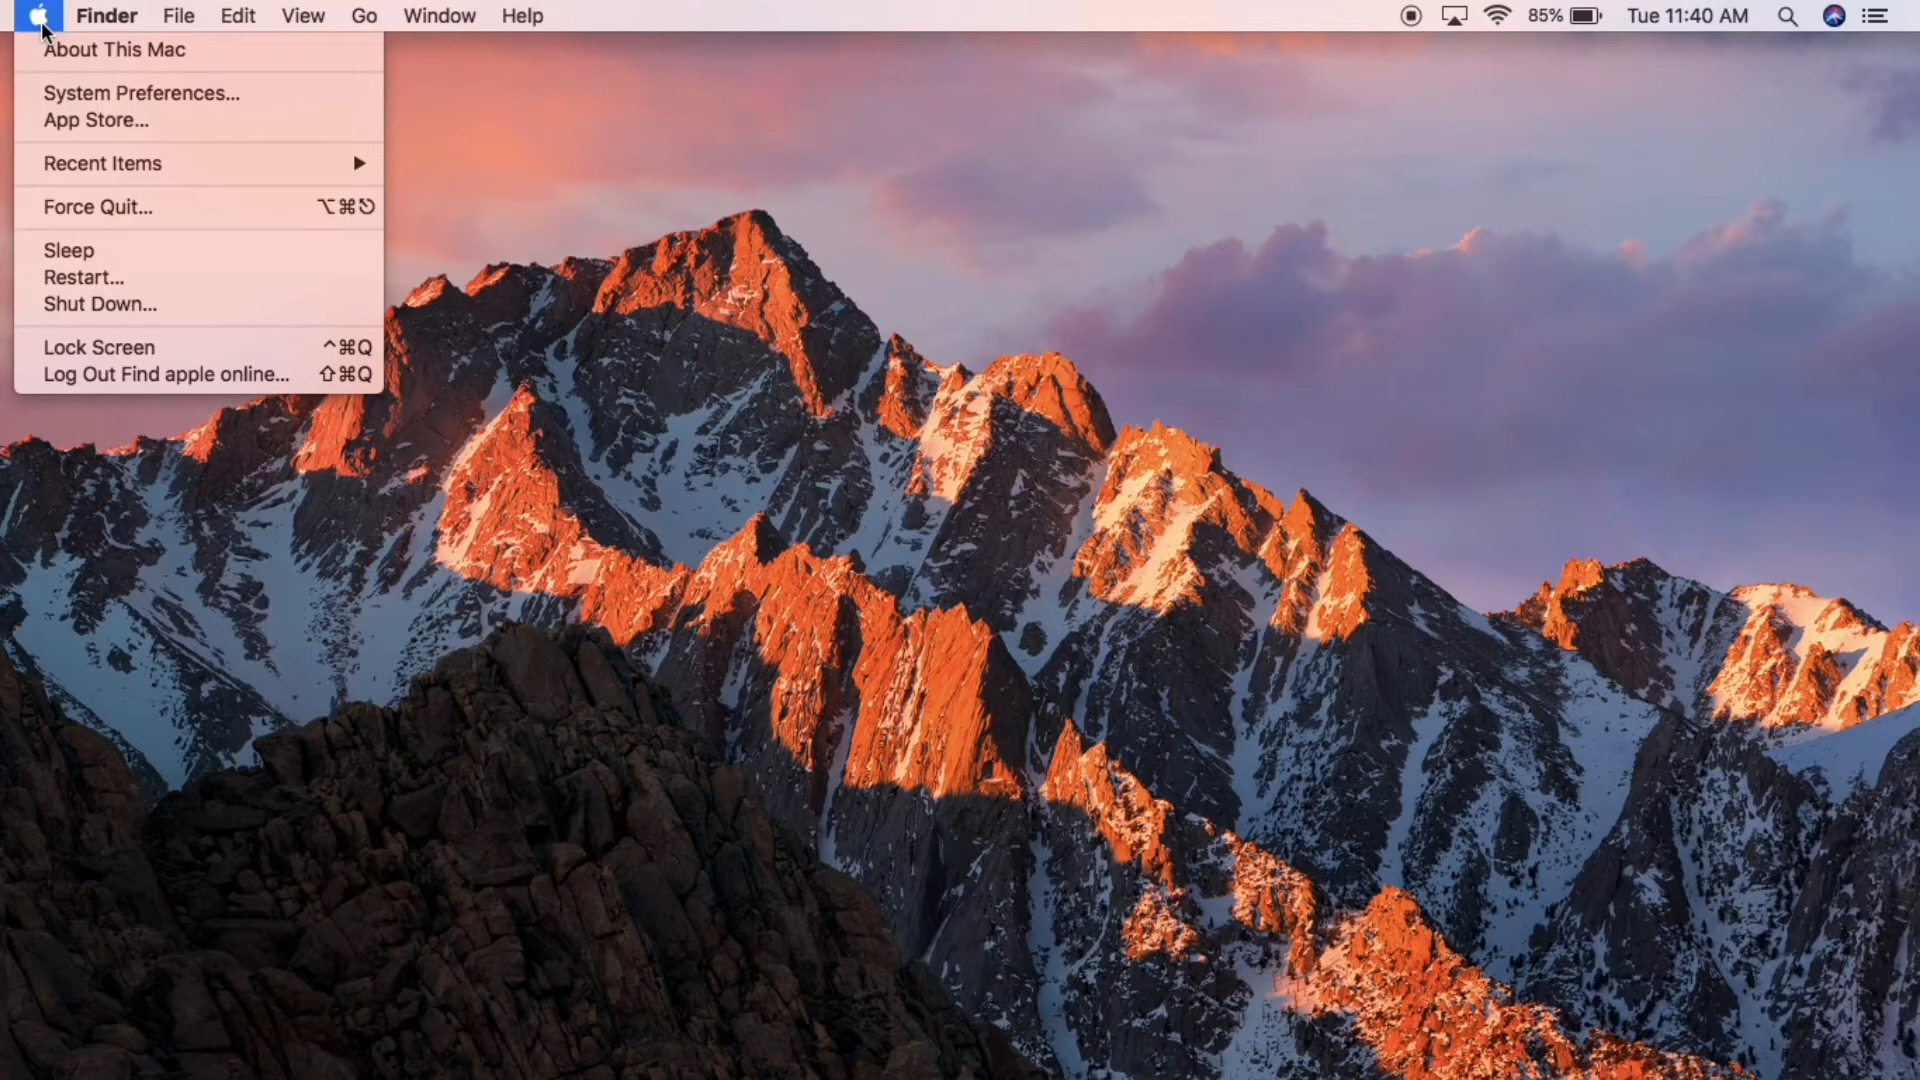 Finder File Edit View Go Window Help 85% Tue 11:40 AM
About This Mac
System Preferences...
App Store...
Recent Items
Force Quit... ⌥⌘⎋
Sleep
Restart...
Shut Down...
Lock Screen ^⌘Q
Log Out Find apple online... ⇧⌘Q